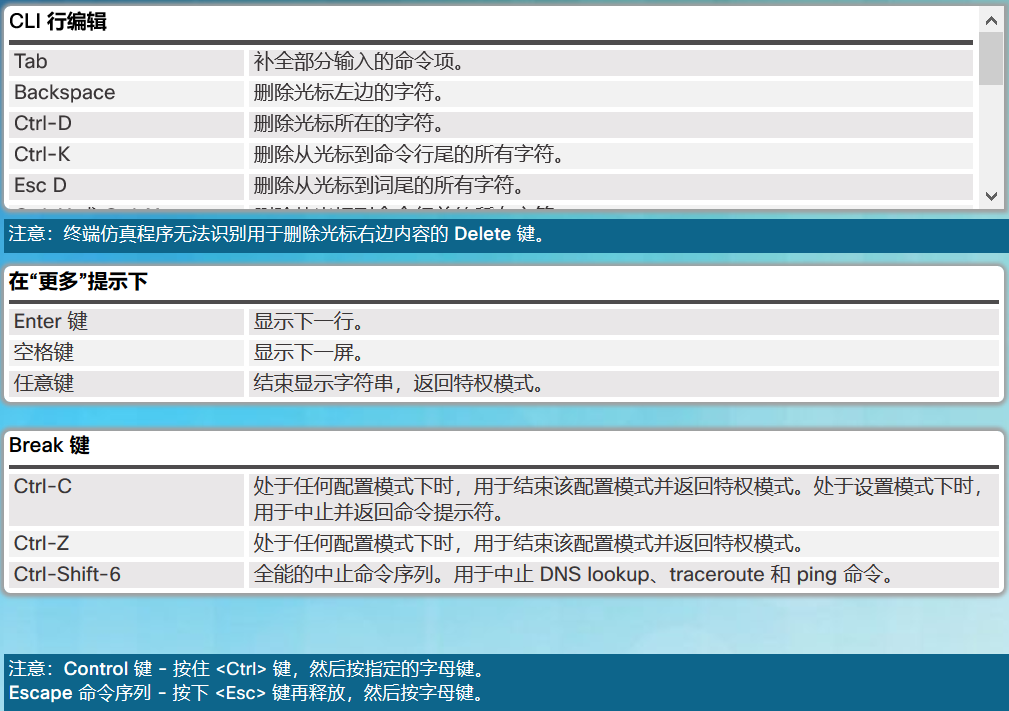 CLI 行编辑
Tab 补全部分输入的命令项。
Backspace 删除光标左边的字符。
Ctrl-D 删除光标所在的字符。
Ctrl-K 删除从光标到命令行尾的所有字符。
Esc D 删除从光标到词尾的所有字符。
注意：终端仿真程序无法识别用于删除光标右边内容的 Delete 键。
在“更多”提示下
Enter 键 显示下一行。
空格键 显示下一屏。
任意键 结束显示字符串，返回特权模式。
Break 键
Ctrl-C 处于任何配置模式下时，用于结束该配置模式并返回特权模式。处于设置模式下时，
用于中止并返回命令提示符。
Ctrl-Z 处于任何配置模式下时，用于结束该配置模式并返回特权模式。
Ctrl-Shift-6 全能的中止命令序列。用于中止 DNS lookup、traceroute 和 ping 命令。
注意：Control 键 - 按住 <Ctrl> 键，然后按指定的字母键。
Escape 命令序列 - 按下 <Esc> 键再释放，然后按字母键。